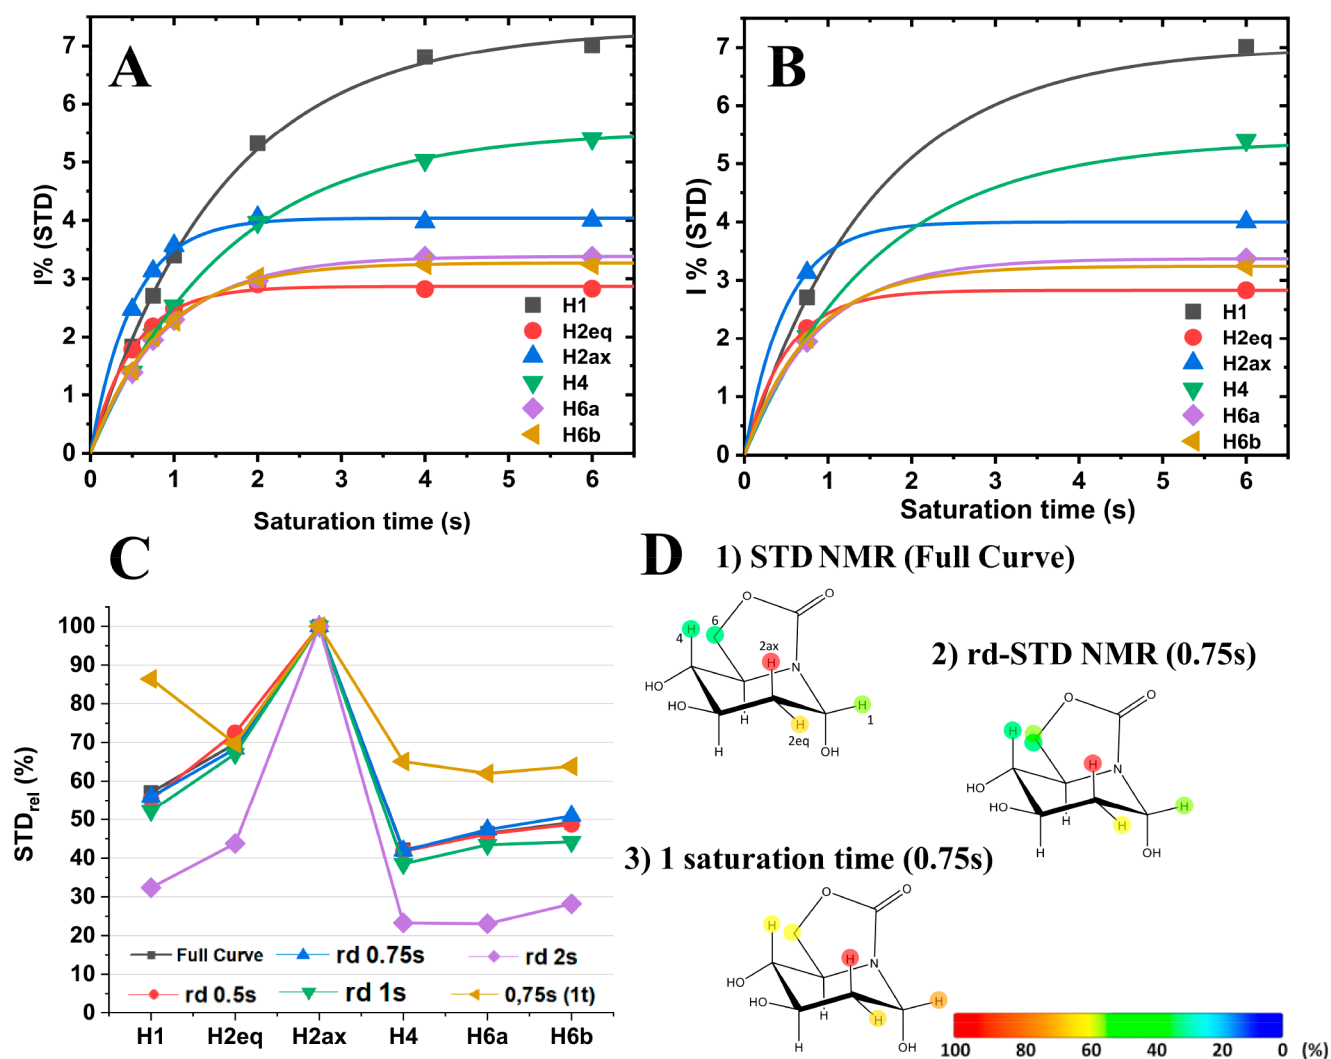 A
I% (STD)
7
6
5
4
3
2
1
0
H1
H2eq
H2ax
H4
H6a
H6b
0 1 2 3 4 5 6
Saturation time (s)
B
I % (STD)
7
6
5
4
3
2
1
0
H1
H2eq
H2ax
H4
H6a
H6b
0 1 2 3 4 5 6
Saturation time (s)
C
STDrel (%)
100
90
80
70
60
50
40
30
20
10
0
Full Curve rd 0.75s rd 2s
rd 0.5s rd 1s 0,75s (1t)
H1 H2eq H2ax H4 H6a H6b
D 1) STD NMR (Full Curve)
O O
H 6
4
2ax
H N
HO
HO H
H 1
H
2eq
H OH
2) rd-STD NMR (0.75s)
O O
H
H N
HO
HO H
H H
H OH
3) 1 saturation time (0.75s)
O O
H
H N
HO
HO H
H H
H OH
100 80 60 40 20 0 (%)